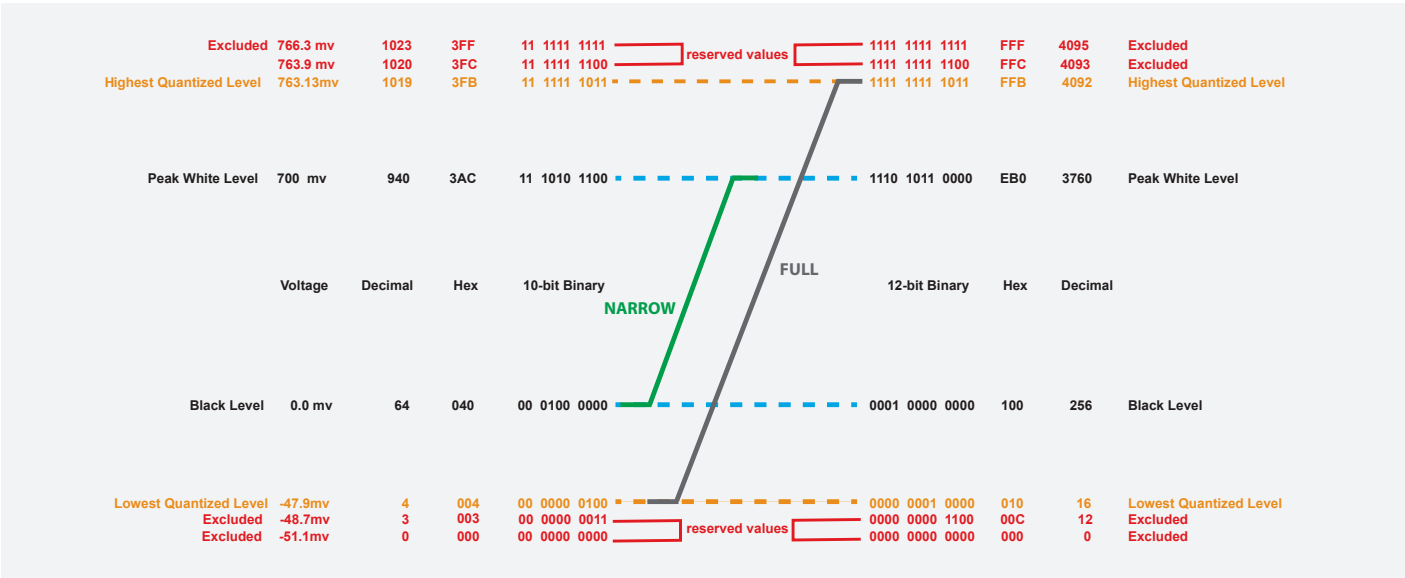 Excluded 766.3 mv 1023 3FF 11 1111 1111 reserved values 1111 1111 1111 FFF 4095 Excluded
763.9 mv 1020 3FC 11 1111 1100 1111 1111 1100 FFC 4093 Excluded
Highest Quantized Level 763.13mv 1019 3FB 11 1111 1011 1111 1111 1011 FFB 4092 Highest Quantized Level
Peak White Level 700 mv 940 3AC 11 1010 1100 1110 1011 0000 EB0 3760 Peak White Level
FULL
Voltage Decimal Hex 10-bit Binary 12-bit Binary Hex Decimal
NARROW
Black Level 0.0 mv 64 040 00 0100 0000 0001 0000 0000 100 256 Black Level
Lowest Quantized Level -47.9mv 4 004 00 0000 0100 0000 0001 0000 010 16 Lowest Quantized Level
Excluded -48.7mv 3 003 00 0000 0011 reserved values 0000 0000 1100 00C 12 Excluded
Excluded -51.1mv 0 000 00 0000 0000 0000 0000 0000 000 0 Excluded